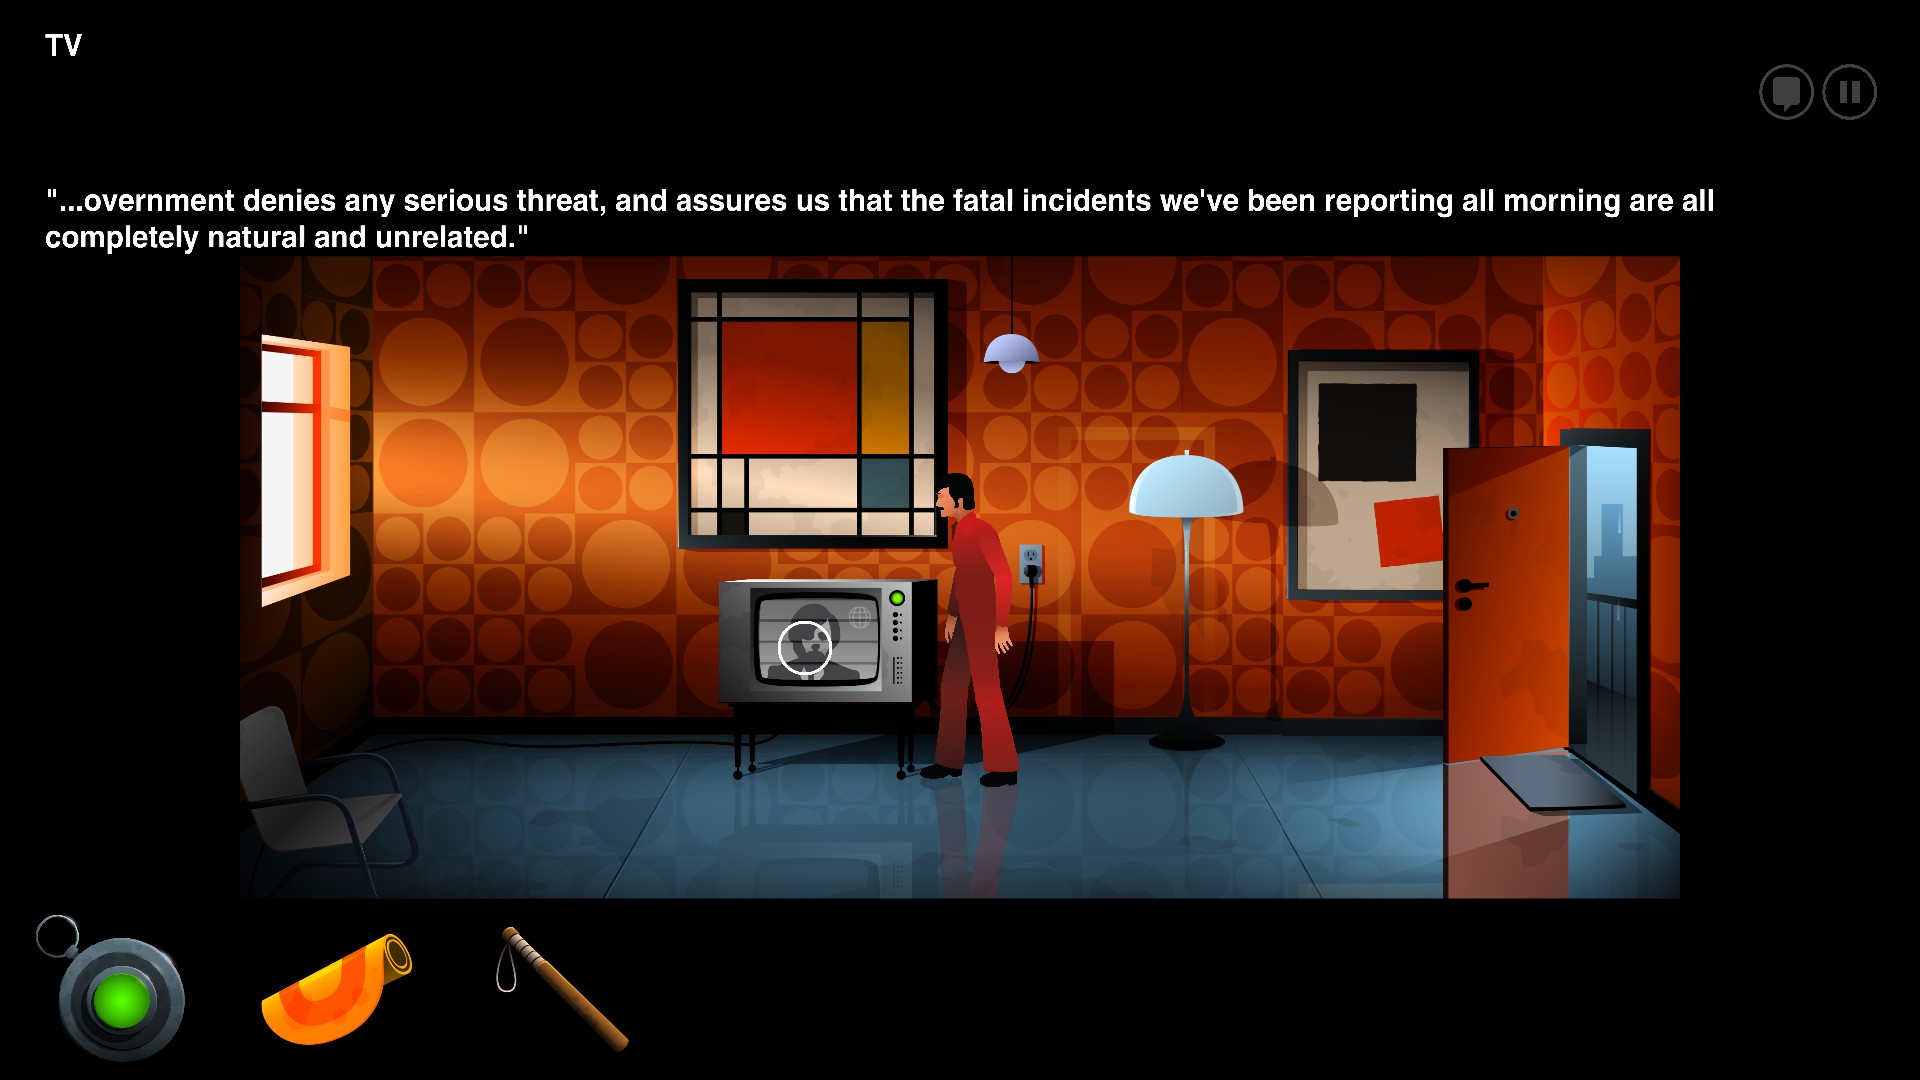 TV
"...overnment denies any serious threat, and assures us that the fatal incidents we've been reporting all morning are all
completely natural and unrelated."